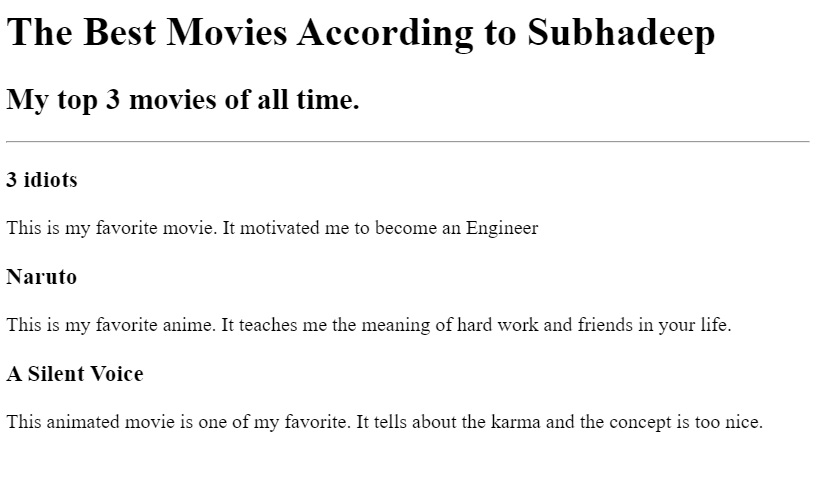 The Best Movies According to Subhadeep
My top 3 movies of all time.
3 idiots
This is my favorite movie. It motivated me to become an Engineer
Naruto
This is my favorite anime. It teaches me the meaning of hard work and friends in your life.
A Silent Voice
This animated movie is one of my favorite. It tells about the karma and the concept is too nice.